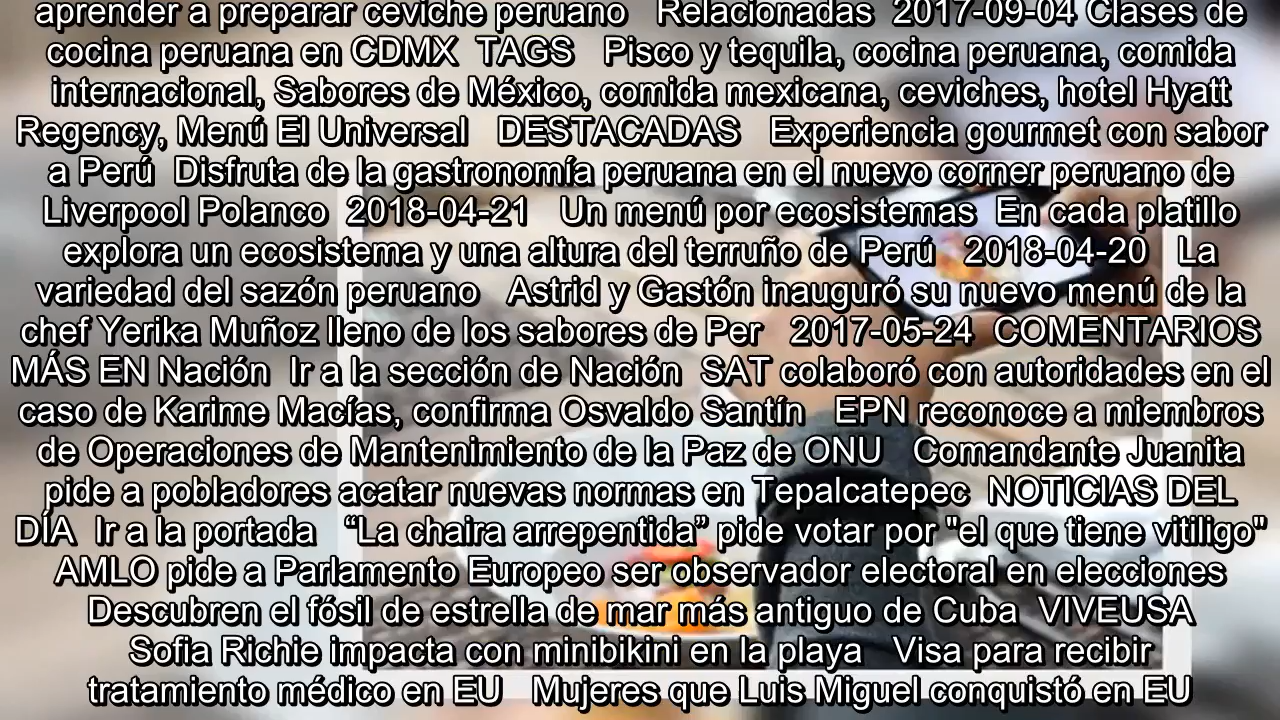 aprender a preparar ceviche peruano Relacionadas 2017-09-04 Clases de
cocina peruana en CDMX TAGS Pisco y tequila, cocina peruana, comida
internacional, Sabores de México, comida mexicana, ceviches, hotel Hyatt
Regency, Menú El Universal DESTACADAS Experiencia gourmet con sabor
a Perú Disfruta de la gastronomía peruana en el nuevo corner peruano de
Liverpool Polanco 2018-04-21 Un menú por ecosistemas En cada platillo
explora un ecosistema y una altura del terruño de Perú 2018-04-20 La
variedad del sazón peruano Astrid y Gastón inauguró su nuevo menú de la
chef Yerika Muñoz lleno de los sabores de Per 2017-05-24 COMENTARIOS
MÁS EN Nación Ir a la sección de Nación SAT colaboró con autoridades en el
caso de Karime Macías, confirma Osvaldo Santín EPN reconoce a miembros
de Operaciones de Mantenimiento de la Paz de ONU Comandante Juanita
pide a pobladores acatar nuevas normas en Tepalcatepec NOTICIAS DEL
DÍA Ir a la portada “La chaira arrepentida” pide votar por "el que tiene vitiligo"
AMLO pide a Parlamento Europeo ser observador electoral en elecciones
Descubren el fósil de estrella de mar más antiguo de Cuba VIVEUSA
Sofia Richie impacta con minibikini en la playa Visa para recibir
tratamiento médico en EU Mujeres que Luis Miguel conquistó en EU